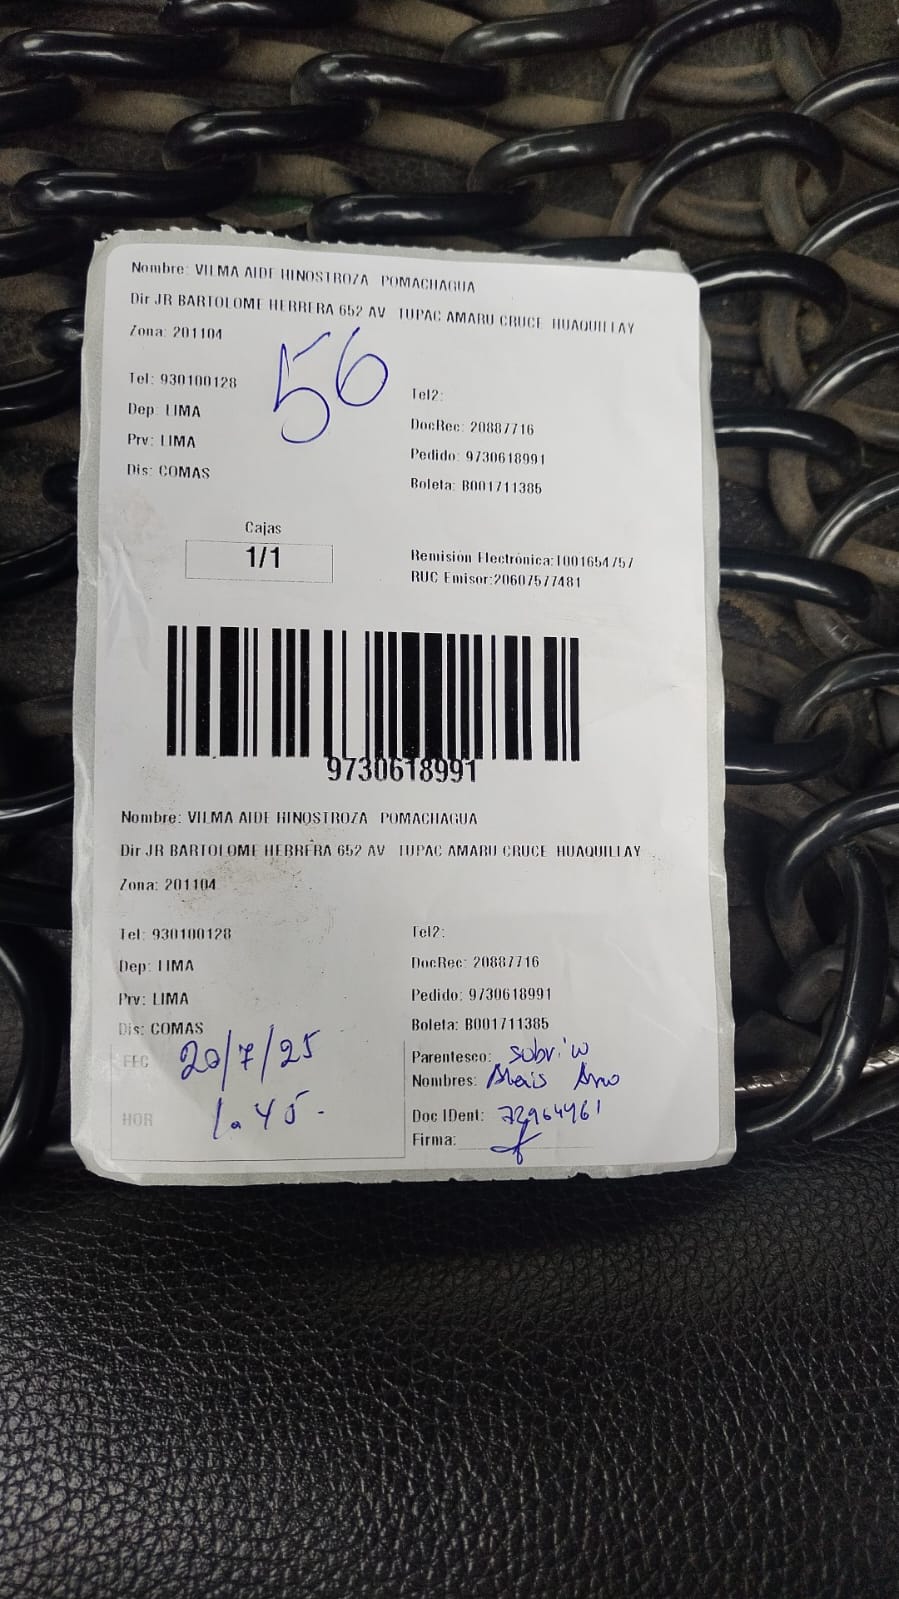 Nombre: VILMA AIDE HINOSTROZA POMACHAGUA
Dir JR BARTOLOME HERRERA 652 AV TUPAC AMARU CRUCE HUAQUILLAY
Zona: 201104
56
Tel: 930100128
Tel2:
Dep: LIMA
DocRec: 20887716
Prv: LIMA
Pedido: 9730618991
Dis: COMAS
Boleta: B001711385
Cajas
1/1
Remisión Electrónica:T001654757
RUC Emisor:20607577481
9730618991
Nombre: VILMA AIDE HINOSTROZA POMACHAGUA
Dir JR BARTOLOME HERRERA 652 AV TUPAC AMARU CRUCE HUAQUILLAY
Zona: 201104
Tel: 930100128
Tel2:
Dep: LIMA
DocRec: 20887716
Prv: LIMA
Pedido: 9730618991
Dis: COMAS
Boleta: B001711385
FEC 20/7/25
Parentesco: sobrino
Nombres:
HOR 1.45.
Doc IDent: 72964461
Firma: